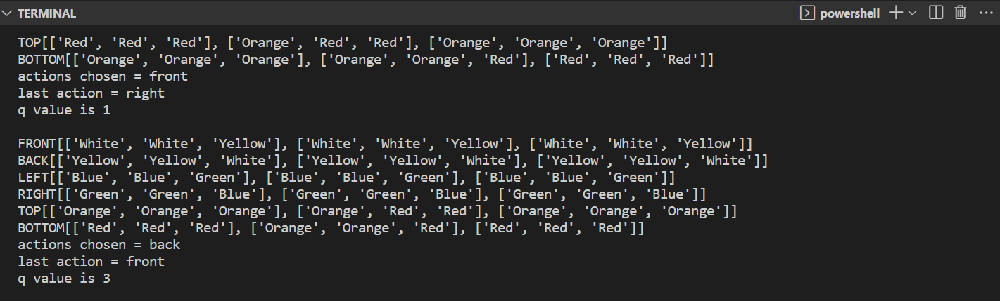 TERMINAL
powershell
TOP[['Red', 'Red', 'Red'], ['Orange', 'Red', 'Red'], ['Orange', 'Orange', 'Orange']]
BOTTOM[['Orange', 'Orange', 'Orange'], ['Orange', 'Orange', 'Red'], ['Red', 'Red', 'Red']]
actions chosen = front
last action = right
q value is 1
FRONT[['White', 'White', 'Yellow'], ['White', 'White', 'Yellow'], ['White', 'White', 'Yellow']]
BACK[['Yellow', 'Yellow', 'White'], ['Yellow', 'Yellow', 'White'], ['Yellow', 'Yellow', 'White']]
LEFT[['Blue', 'Blue', 'Green'], ['Blue', 'Blue', 'Green'], ['Blue', 'Blue', 'Green']]
RIGHT[['Green', 'Green', 'Blue'], ['Green', 'Green', 'Blue'], ['Green', 'Green', 'Blue']]
TOP[['Orange', 'Orange', 'Orange'], ['Orange', 'Red', 'Red'], ['Orange', 'Orange', 'Orange']]
BOTTOM[['Red', 'Red', 'Red'], ['Orange', 'Orange', 'Red'], ['Red', 'Red', 'Red']]
actions chosen = back
last action = front
q value is 3